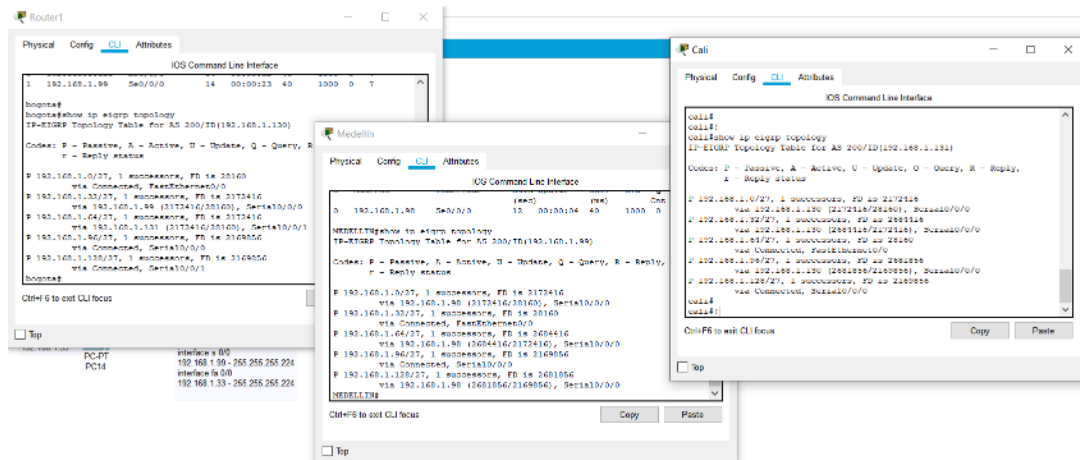 Router1
Physical Config CLI Attributes
IOS Command Line Interface
1 192.168.1.99 Se0/0/0 14 00:00:23 40 1000 0 7
bogota#
bogota#show ip eigrp topology
IP-EIGRP Topology Table for AS 200/ID(192.168.1.130)
Codes: P - Passive, A - Active, U - Update, Q - Query, R
r - Reply status
P 192.168.1.0/27, 1 successors, FD is 28160
via Connected, FastEthernet0/0
P 192.168.1.32/27, 1 successors, FD is 2172416
via 192.168.1.99 (2172416/28160), Serial0/0/0
P 192.168.1.64/27, 1 successors, FD is 2172416
via 192.168.1.131 (2172416/28160), Serial0/0/1
P 192.168.1.96/27, 1 successors, FD is 2169856
via Connected, Serial0/0/0
P 192.168.1.128/27, 1 successors, FD is 2169856
via Connected, Serial0/0/1
bogota#
Ctrl+F6 to exit CLI focus
Top
PC-PT
PC14
interface s 0/0
192.168.1.99 - 255.255.255.224
interface fa 0/0
192.168.1.33 - 255.255.255.224
Medellín
Physical Config CLI Attributes
IOS Command Line Interface
(sec) (ms) Cnt
0 192.168.1.98 Se0/0/0 12 00:00:04 40 1000 0
MEDELLIN#show ip eigrp topology
IP-EIGRP Topology Table for AS 200/ID(192.168.1.99)
Codes: P - Passive, A - Active, U - Update, Q - Query, R - Reply,
r - Reply status
P 192.168.1.0/27, 1 successors, FD is 2172416
via 192.168.1.98 (2172416/28160), Serial0/0/0
P 192.168.1.32/27, 1 successors, FD is 28160
via Connected, FastEthernet0/0
P 192.168.1.64/27, 1 successors, FD is 2684416
via 192.168.1.98 (2684416/2172416), Serial0/0/0
P 192.168.1.96/27, 1 successors, FD is 2169856
via Connected, Serial0/0/0
P 192.168.1.128/27, 1 successors, FD is 2681856
via 192.168.1.98 (2681856/2169856), Serial0/0/0
MEDELLIN#
Ctrl+F6 to exit CLI focus
Copy Paste
Top
Cali
Physical Config CLI Attributes
IOS Command Line Interface
cali#
cali#!
cali#show ip eigrp topology
IP-EIGRP Topology Table for AS 200/ID(192.168.1.131)
Codes: P - Passive, A - Active, U - Update, Q - Query, R - Reply,
r - Reply status
P 192.168.1.0/27, 1 successors, FD is 2172416
via 192.168.1.130 (2172416/28160), Serial0/0/0
P 192.168.1.32/27, 1 successors, FD is 2684416
via 192.168.1.130 (2684416/2172416), Serial0/0/0
P 192.168.1.64/27, 1 successors, FD is 28160
via Connected, FastEthernet0/0
P 192.168.1.96/27, 1 successors, FD is 2681856
via 192.168.1.130 (2681856/2169856), Serial0/0/0
P 192.168.1.128/27, 1 successors, FD is 2169856
via Connected, Serial0/0/0
cali#
cali#!
Ctrl+F6 to exit CLI focus
Copy Paste
Top